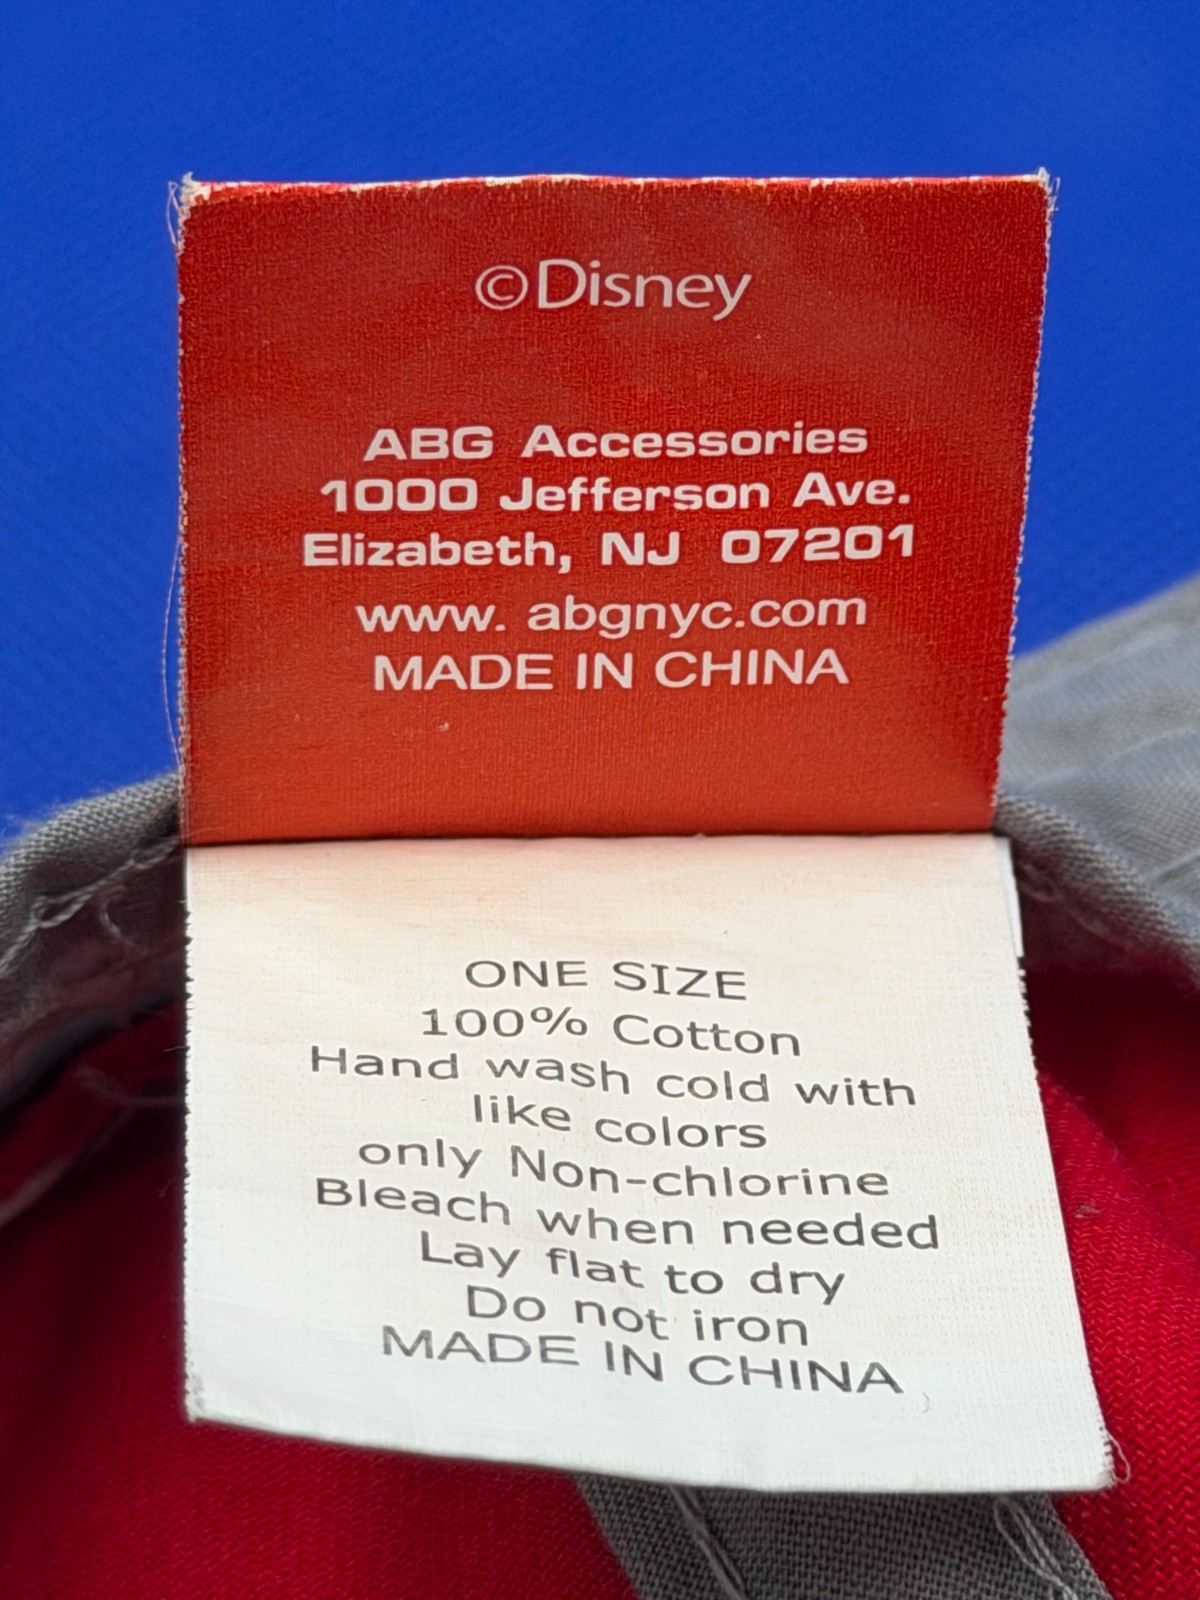 ©Disney
ABG Accessories
1000 Jefferson Ave.
Elizabeth, NJ 07201
www. abgnyc.com
MADE IN CHINA
ONE SIZE
100% Cotton
Hand wash cold with
like colors
only Non-chlorine
Bleach when needed
Lay flat to dry
Do not iron
MADE IN CHINA